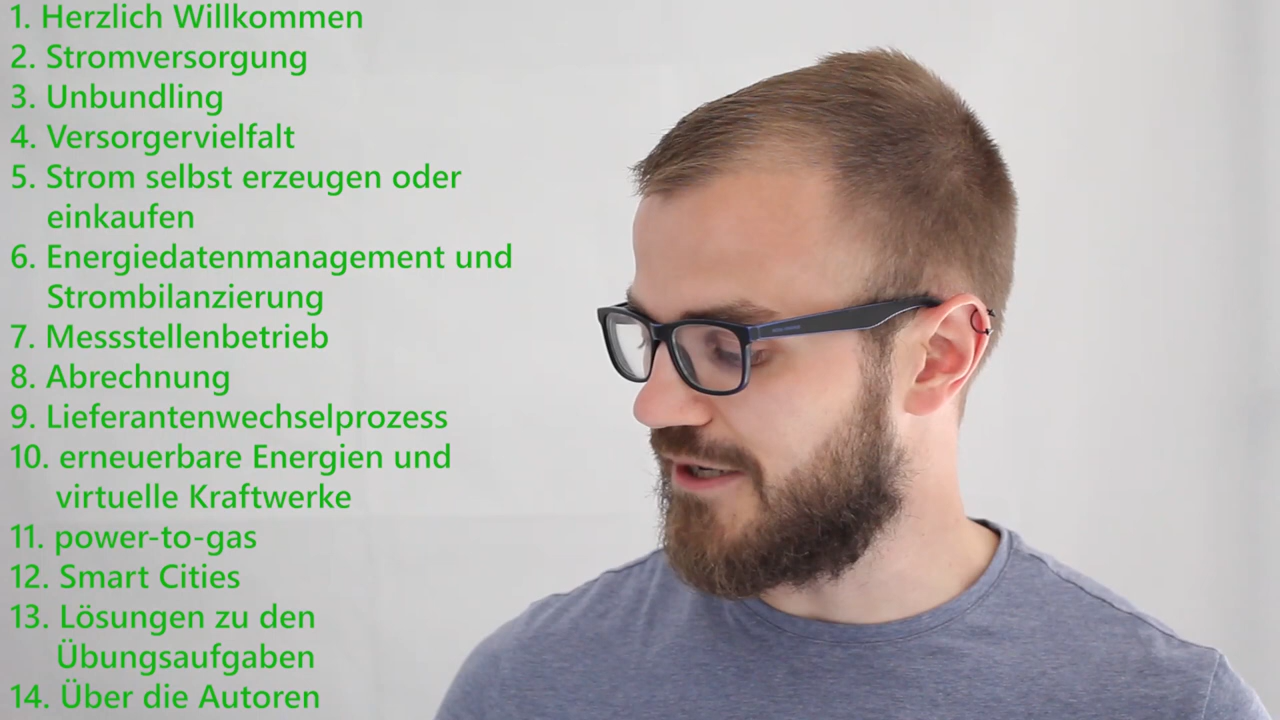 1. Herzlich Willkommen
2. Stromversorgung
3. Unbundling
4. Versorgervielfalt
5. Strom selbst erzeugen oder
einkaufen
6. Energiedatenmanagement und
Strombilanzierung
7. Messstellenbetrieb
8. Abrechnung
9. Lieferantenwechselprozess
10. erneuerbare Energien und
virtuelle Kraftwerke
11. power-to-gas
12. Smart Cities
13. Lösungen zu den
Übungsaufgaben
14. Über die Autoren